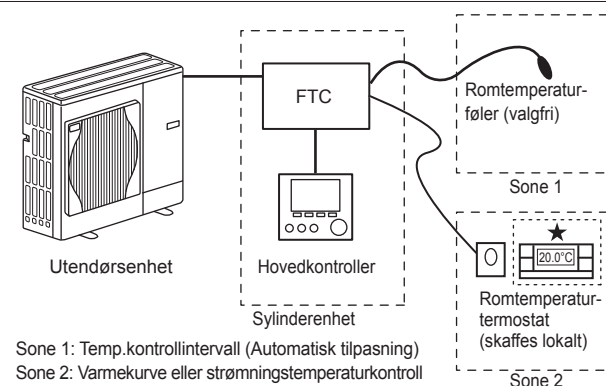 FTC
Romtemperatur-
føler (valgfri)
Sone 1
Utendørsenhet
Hovedkontroller
20.0°C
Romtemperatur-
termostat
(skaffes lokalt)
Sylinderenhet
Sone 2
Sone 1: Temp.kontrollintervall (Automatisk tilpasning)
Sone 2: Varmekurve eller strømningstemperaturkontroll